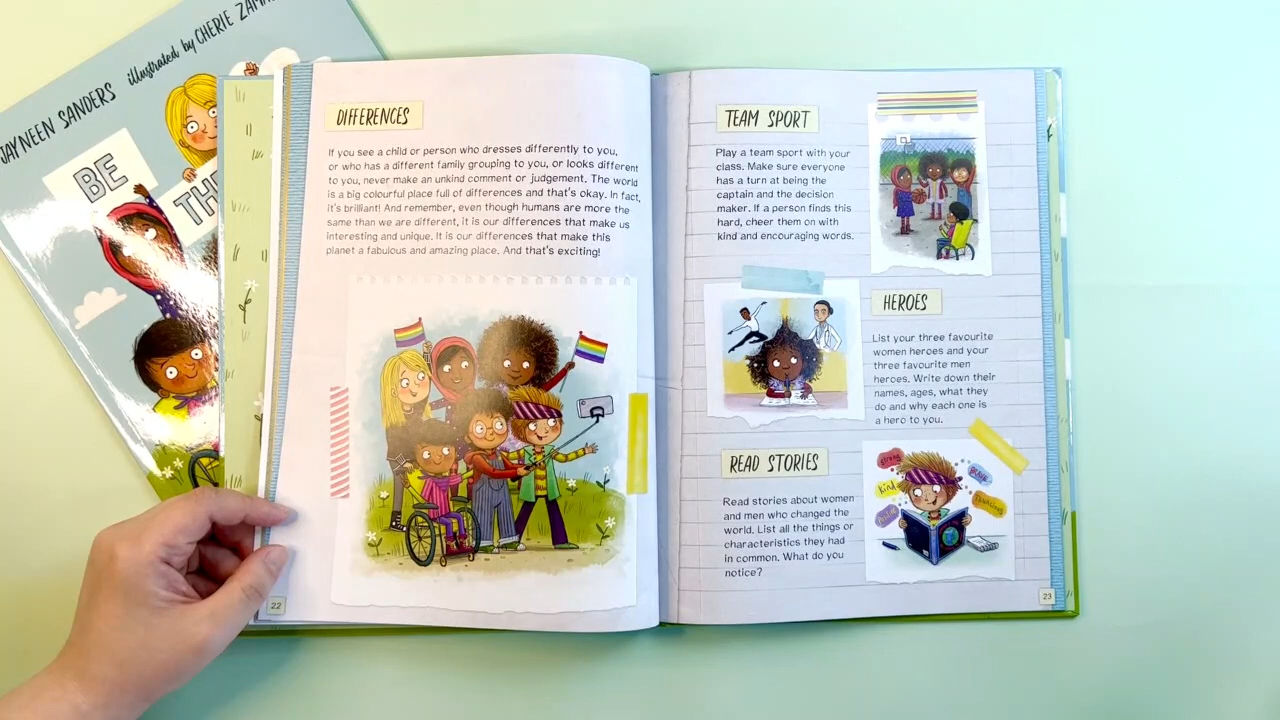 JAYNEEN SANDERS illustrated by CHERIE
BE
TH
DIFFERENCES
If you see a child or person who dresses differently to you,
or who has a different family grouping to you, or looks different
to you, never make an unkind comment or judgement. The world
is a big colorful place full of differences and that's okay. In fact,
it's brilliant! And remember, even though humans are more the
same than we are different, it is our differences that make us
interesting and unique. It is our differences that make this
planet a fabulous and amazing place. And that's exciting!
22
TEAM SPORT
Play a team sport with your
Make sure everyone
has a turn at being the
captain and decision
maker. If a person finds this
cheer them on with
kind and encouraging words.
HEROES
List your three favourite
women heroes and your
three favourite men
heroes. Write down their
names, ages, what they
do and why each one is
a hero to you.
READ STORIES
Read stories about women
and men who changed the
world. List all the things or
characteristics they had
in common. What do you
notice?
strong
kind
23